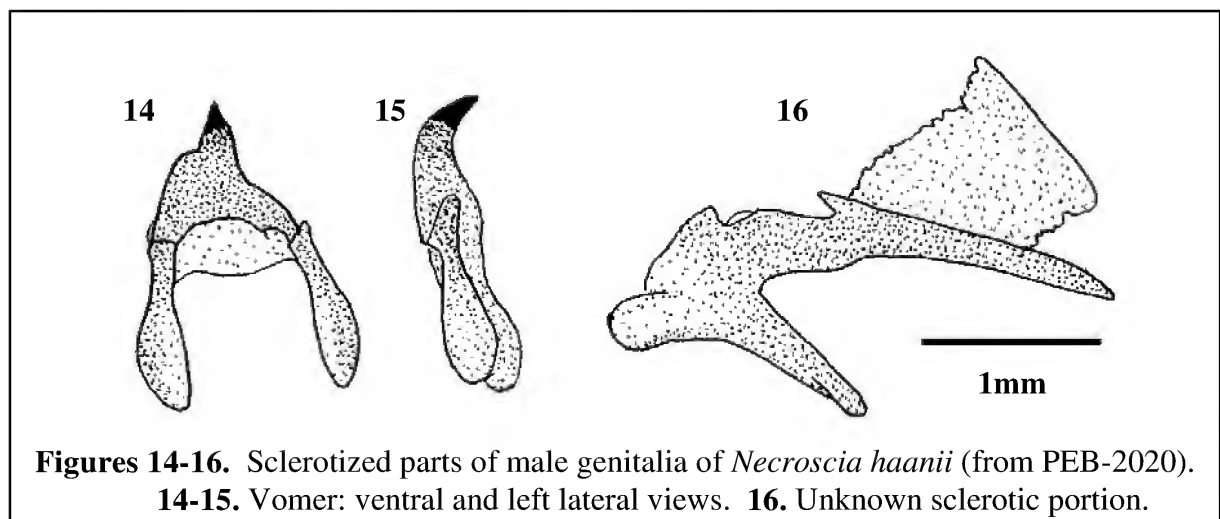 14
15
16
1mm
Figures 14-16. Sclerotized parts of male genitalia of Necroscia haanii (from PEB-2020).
14-15. Vomer: ventral and left lateral views. 16. Unknown sclerotic portion.